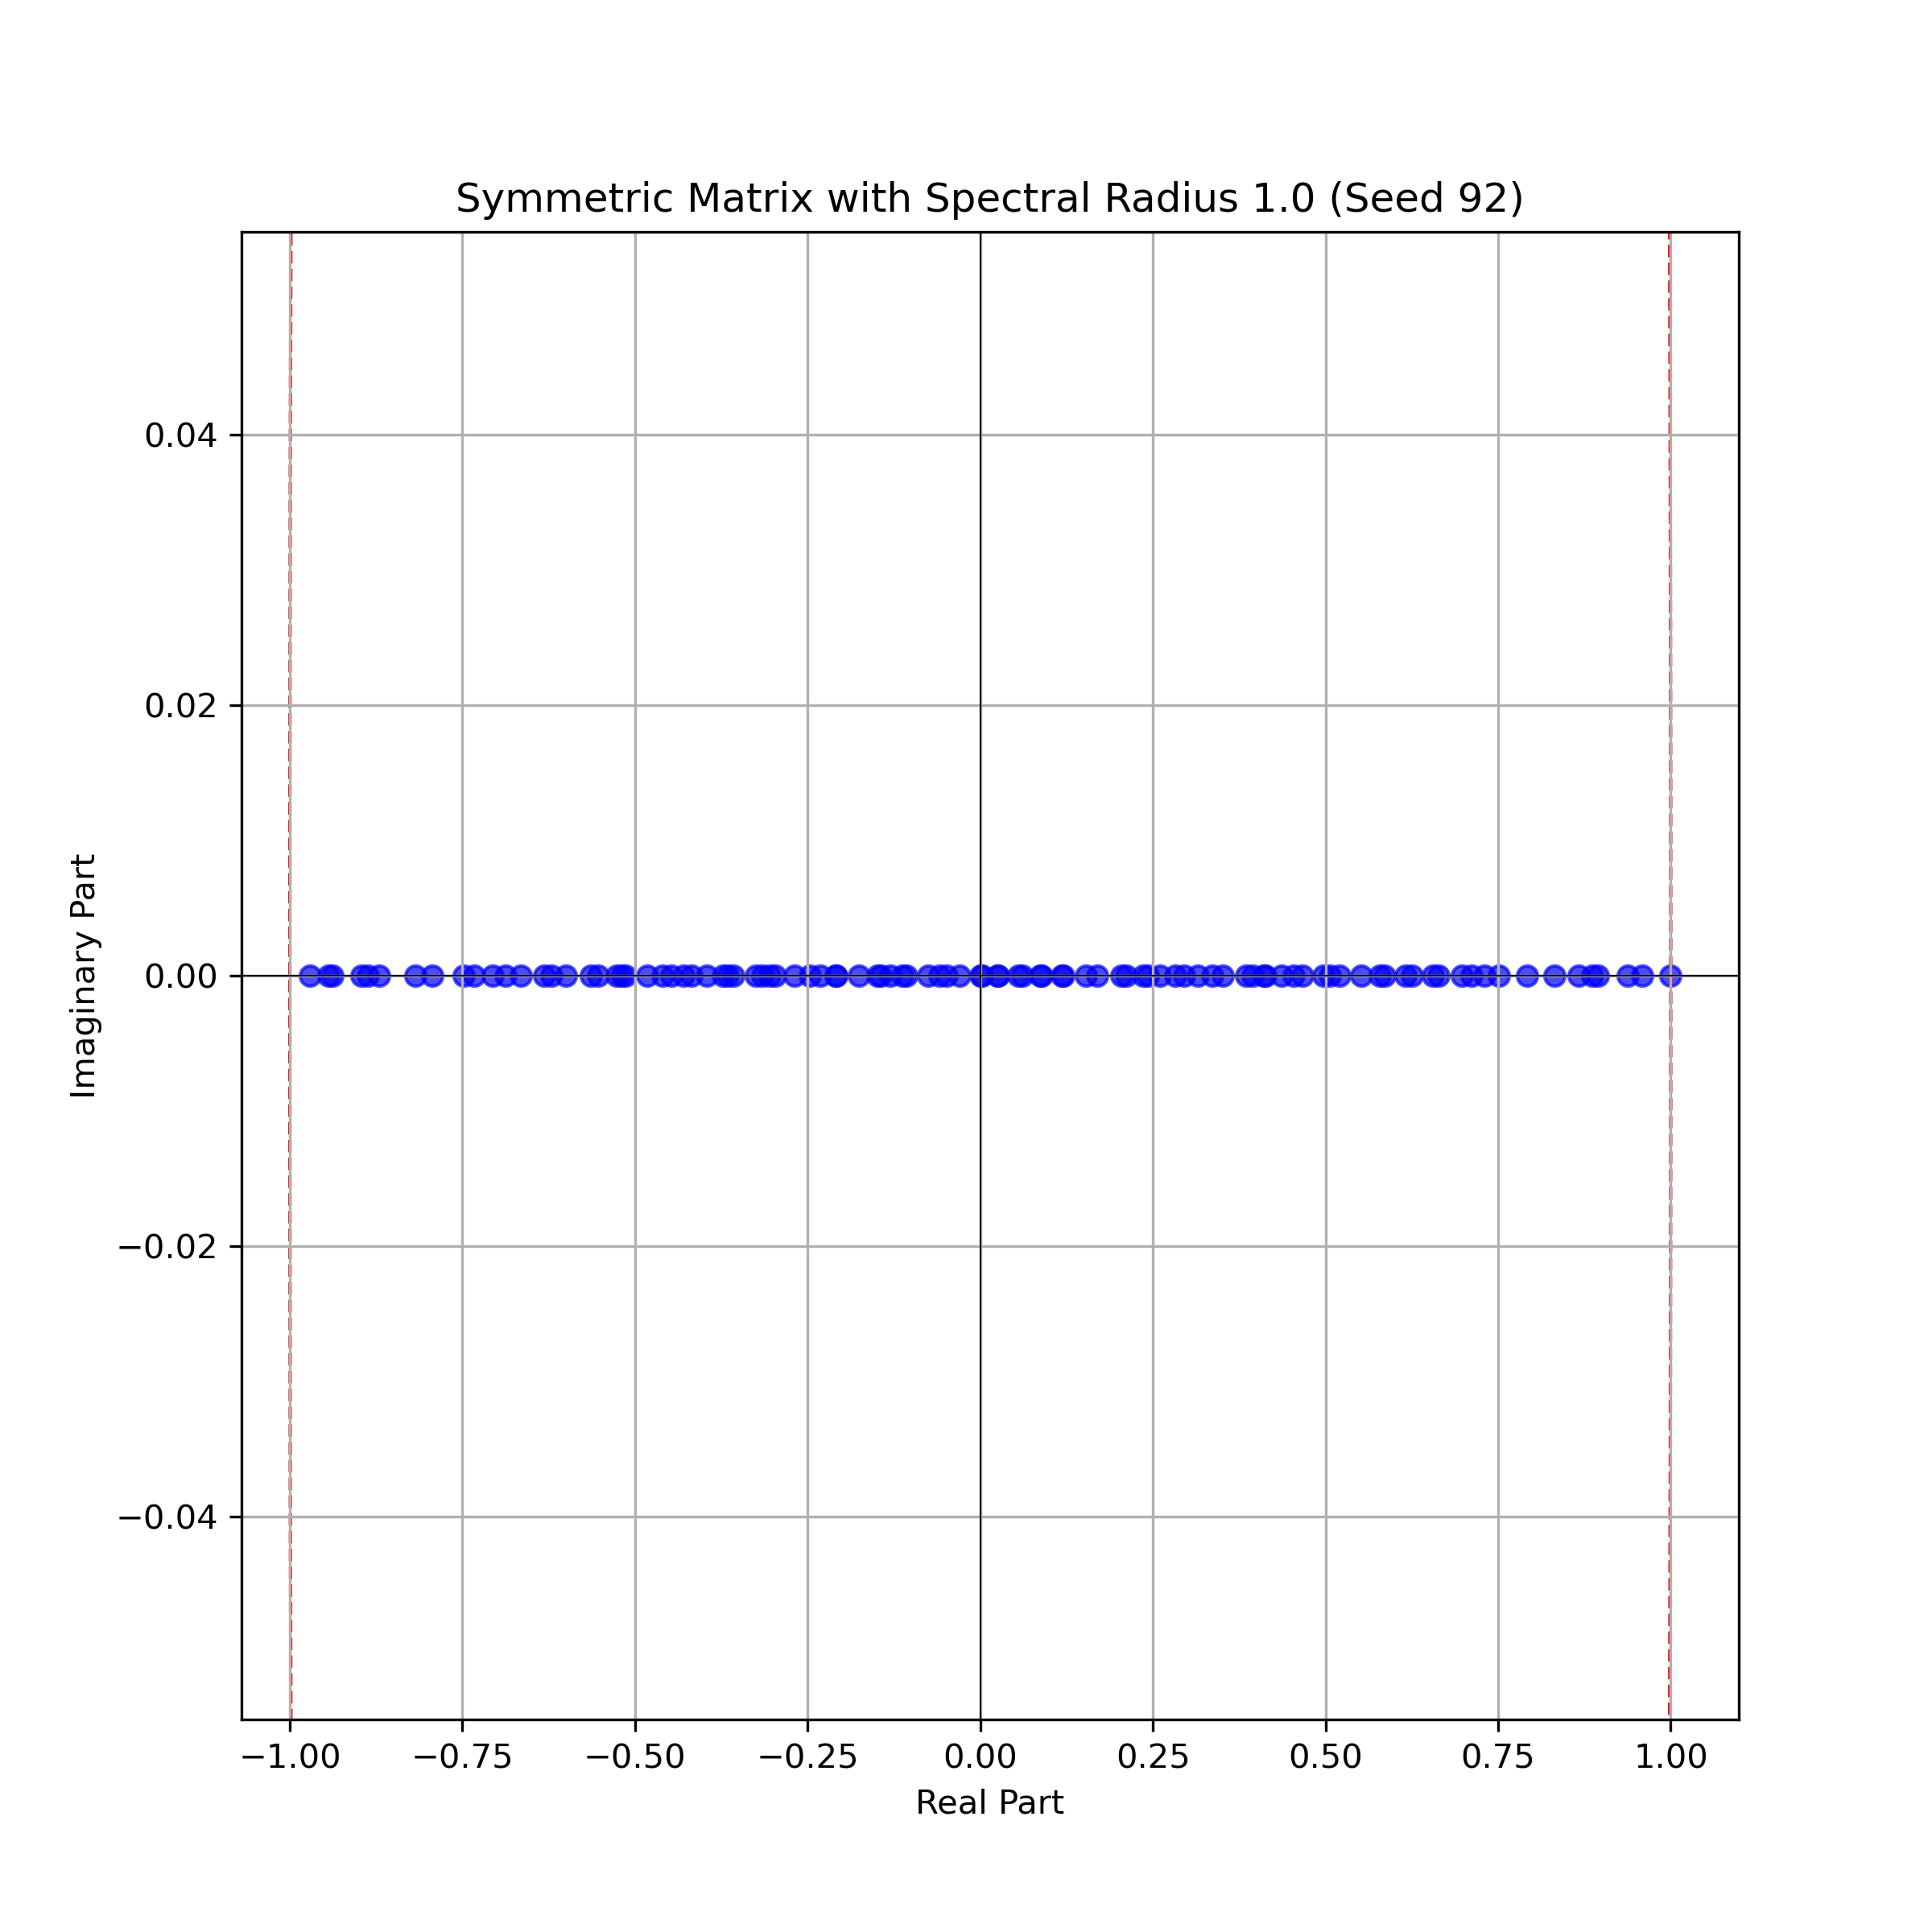 Symmetric Matrix with Spectral Radius 1.0 (Seed 92)
0.04
0.02
0.00
−0.02
−0.04
Imaginary Part
−1.00 −0.75 −0.50 −0.25 0.00 0.25 0.50 0.75 1.00
Real Part